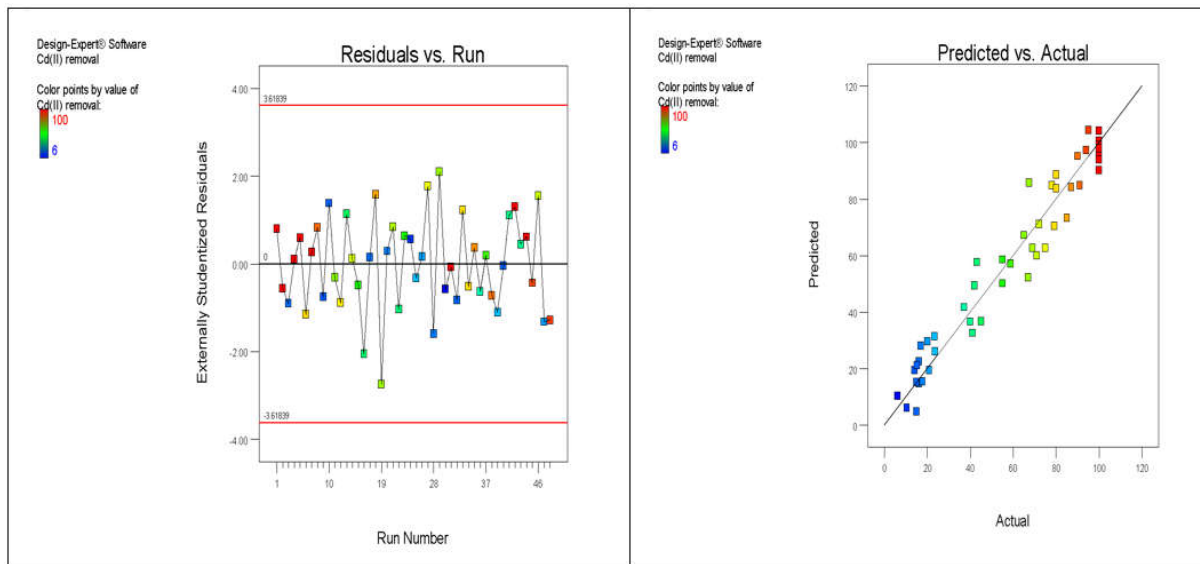 Design-Expert® Software
Cd(II) removal
Color points by value of
Cd(II) removal:
100
6
Residuals vs. Run
Externally Studentized Residuals
4.00
3.61839
2.00
0
0.00
-2.00
-3.61839
-4.00
1
10
19
28
37
46
Run Number
Design-Expert® Software
Cd(II) removal
Color points by value of
Cd(II) removal:
100
6
Predicted vs. Actual
Predicted
120
100
80
60
40
20
0
0
20
40
60
80
100
120
Actual